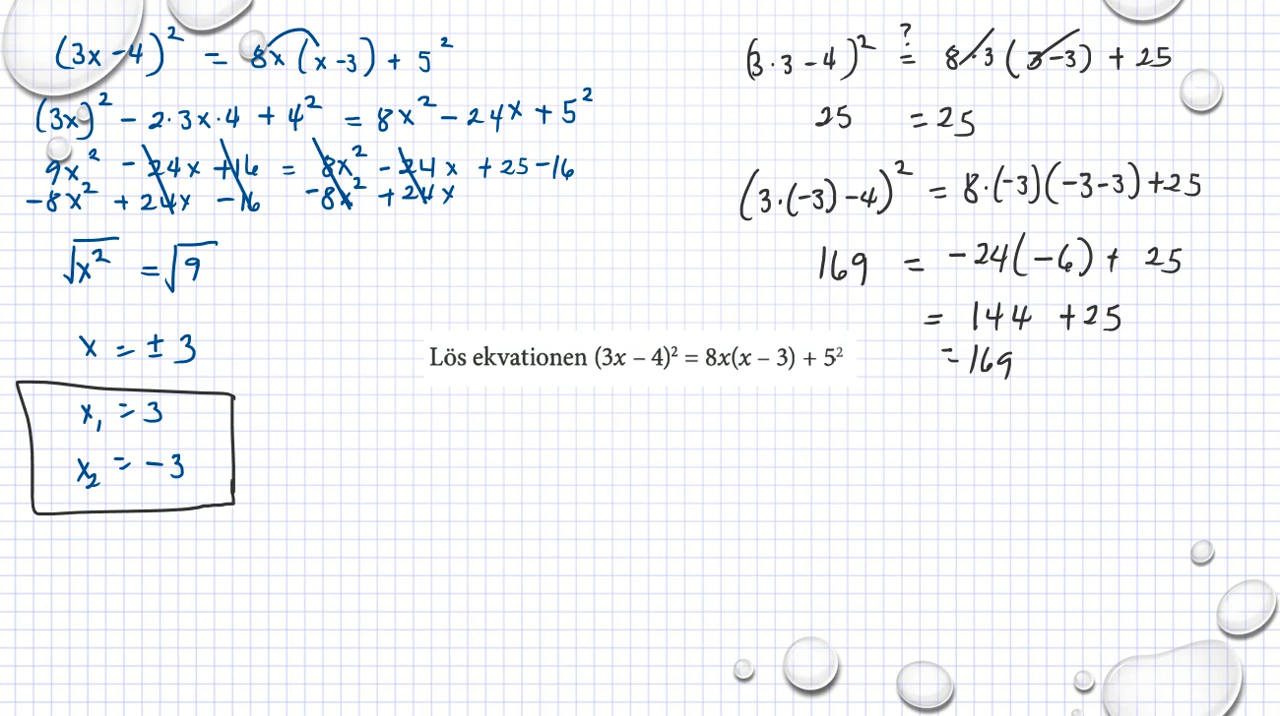 (3x - 4)² = 8x(x - 3) + 5²
(3x)² - 2·3x·4 + 4² = 8x² - 24x + 5²
9x² - 24x + 16 = 8x² - 24x + 25 - 16
-8x² + 24x - 16 -8x² + 24x
√x² = √9
x = ± 3
x₁ = 3
x₂ = -3
Lös ekvationen (3x – 4)² = 8x(x – 3) + 5²
(3·3 - 4)² ?= 8·3 (3-3) + 25
25 = 25
(3·(-3) - 4)² = 8·(-3)(-3-3) + 25
169 = -24(-6) + 25
= 144 + 25
= 169